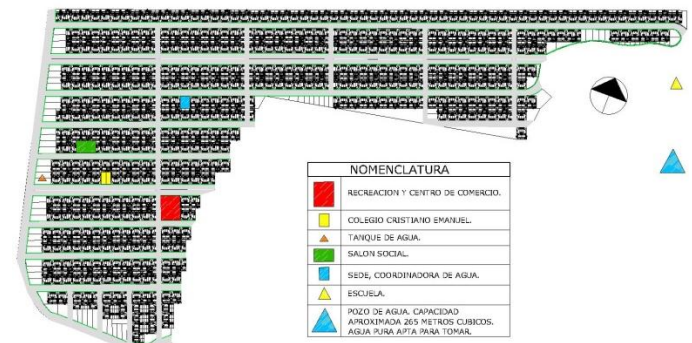 NOMENCLATURA
RECREACION Y CENTRO DE COMERCIO.
COLEGIO CRISTIANO EMANUEL.
TANQUE DE AGUA.
SALON SOCIAL.
SEDE, COORDINADORA DE AGUA.
ESCUELA.
POZO DE AGUA. CAPACIDAD
APROXIMADA 265 METROS CUBICOS.
AGUA PURA APTA PARA TOMAR.